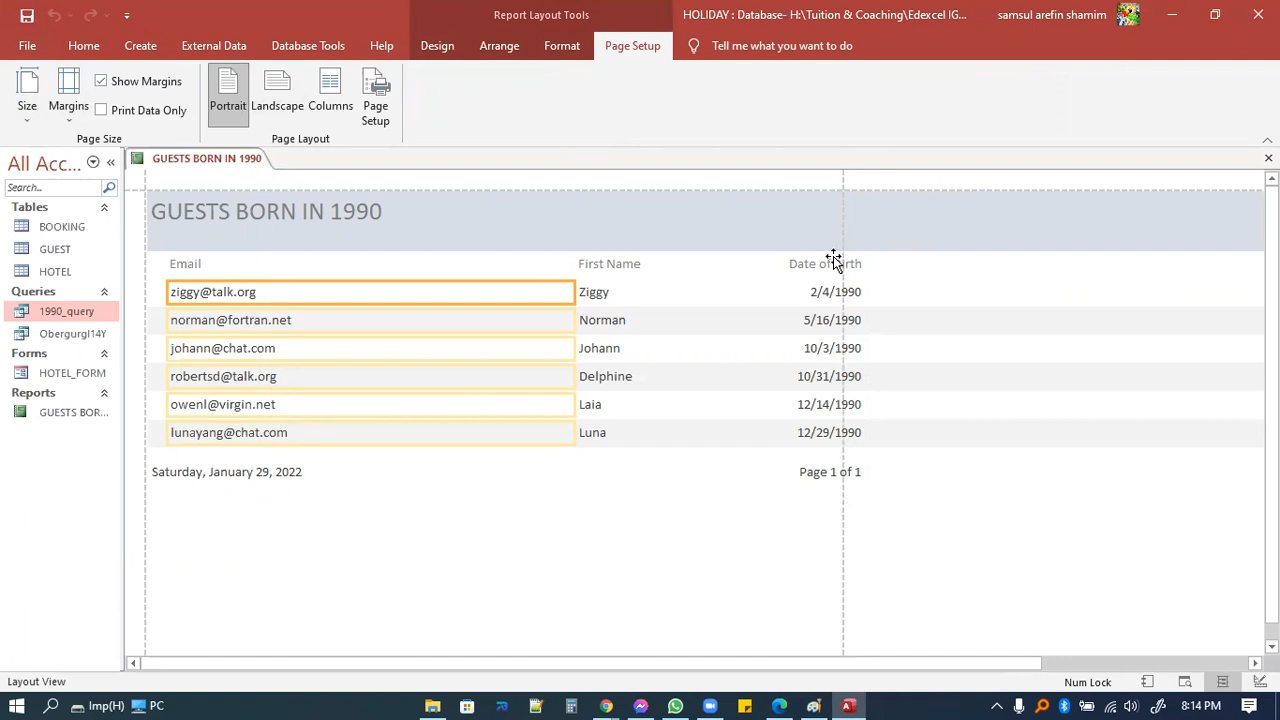 Report Layout Tools
HOLIDAY : Database- H:\Tuition & Coaching\Edexcel IG...
samsul arefin shamim
File Home Create External Data Database Tools Help Design Arrange Format Page Setup Tell me what you want to do
Size Margins Show Margins Print Data Only Portrait Landscape Columns Page Setup
Page Size Page Layout
All Acc...
Search...
Tables
BOOKING
GUEST
HOTEL
Queries
1990_query
Obergurgl14Y
Forms
HOTEL_FORM
Reports
GUESTS BOR...
GUESTS BORN IN 1990
GUESTS BORN IN 1990
Email First Name Date of Birth
ziggy@talk.org Ziggy 2/4/1990
norman@fortran.net Norman 5/16/1990
johann@chat.com Johann 10/3/1990
robertsd@talk.org Delphine 10/31/1990
owenl@virgin.net Laia 12/14/1990
lunayang@chat.com Luna 12/29/1990
Saturday, January 29, 2022 Page 1 of 1
Layout View Num Lock
Imp(H) PC 8:14 PM